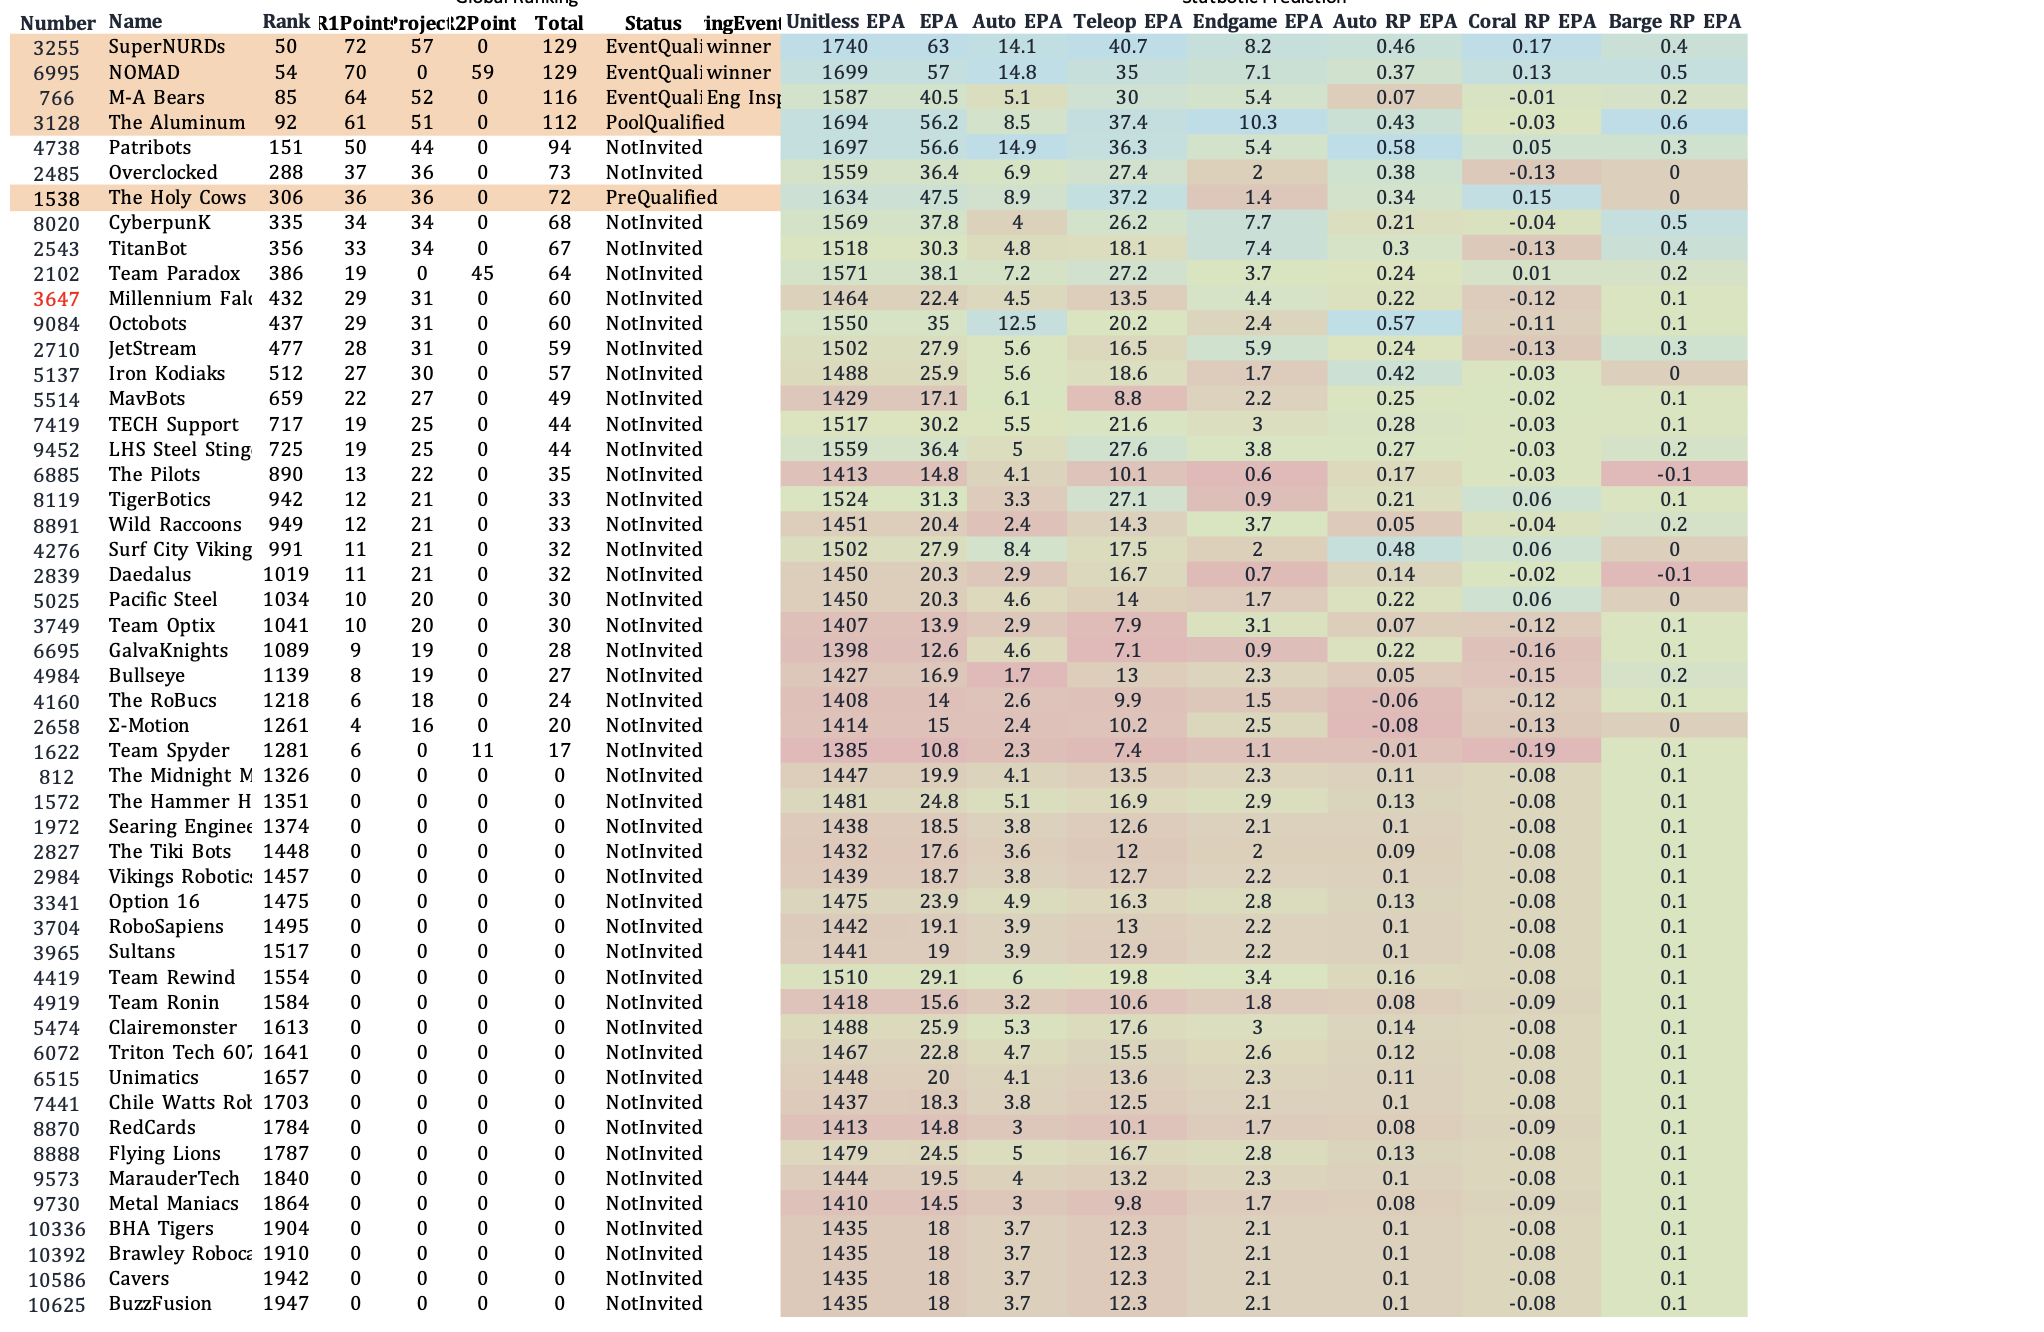 Global Ranking Statbotic Prediction
Number Name Rank R1Point Project R2Point Total Status ingEvent Unitless EPA EPA Auto EPA Teleop EPA Endgame EPA Auto RP EPA Coral RP EPA Barge RP EPA
3255 SuperNURDs 50 72 57 0 129 EventQuali winner 1740 63 14.1 40.7 8.2 0.46 0.17 0.4
6995 NOMAD 54 70 0 59 129 EventQuali winner 1699 57 14.8 35 7.1 0.37 0.13 0.5
766 M-A Bears 85 64 52 0 116 EventQuali Eng Insp 1587 40.5 5.1 30 5.4 0.07 -0.01 0.2
3128 The Aluminum 92 61 51 0 112 PoolQualified 1694 56.2 8.5 37.4 10.3 0.43 -0.03 0.6
4738 Patribots 151 50 44 0 94 NotInvited 1697 56.6 14.9 36.3 5.4 0.58 0.05 0.3
2485 Overclocked 288 37 36 0 73 NotInvited 1559 36.4 6.9 27.4 2 0.38 -0.13 0
1538 The Holy Cows 306 36 36 0 72 PreQualified 1634 47.5 8.9 37.2 1.4 0.34 0.15 0
8020 CyberpunK 335 34 34 0 68 NotInvited 1569 37.8 4 26.2 7.7 0.21 -0.04 0.5
2543 TitanBot 356 33 34 0 67 NotInvited 1518 30.3 4.8 18.1 7.4 0.3 -0.13 0.4
2102 Team Paradox 386 19 0 45 64 NotInvited 1571 38.1 7.2 27.2 3.7 0.24 0.01 0.2
3647 Millennium Falc 432 29 31 0 60 NotInvited 1464 22.4 4.5 13.5 4.4 0.22 -0.12 0.1
9084 Octobots 437 29 31 0 60 NotInvited 1550 35 12.5 20.2 2.4 0.57 -0.11 0.1
2710 JetStream 477 28 31 0 59 NotInvited 1502 27.9 5.6 16.5 5.9 0.24 -0.13 0.3
5137 Iron Kodiaks 512 27 30 0 57 NotInvited 1488 25.9 5.6 18.6 1.7 0.42 -0.03 0
5514 MavBots 659 22 27 0 49 NotInvited 1429 17.1 6.1 8.8 2.2 0.25 -0.02 0.1
7419 TECH Support 717 19 25 0 44 NotInvited 1517 30.2 5.5 21.6 3 0.28 -0.03 0.1
9452 LHS Steel Sting 725 19 25 0 44 NotInvited 1559 36.4 5 27.6 3.8 0.27 -0.03 0.2
6885 The Pilots 890 13 22 0 35 NotInvited 1413 14.8 4.1 10.1 0.6 0.17 -0.03 -0.1
8119 TigerBotics 942 12 21 0 33 NotInvited 1524 31.3 3.3 27.1 0.9 0.21 0.06 0.1
8891 Wild Raccoons 949 12 21 0 33 NotInvited 1451 20.4 2.4 14.3 3.7 0.05 -0.04 0.2
4276 Surf City Viking 991 11 21 0 32 NotInvited 1502 27.9 8.4 17.5 2 0.48 0.06 0
2839 Daedalus 1019 11 21 0 32 NotInvited 1450 20.3 2.9 16.7 0.7 0.14 -0.02 -0.1
5025 Pacific Steel 1034 10 20 0 30 NotInvited 1450 20.3 4.6 14 1.7 0.22 0.06 0
3749 Team Optix 1041 10 20 0 30 NotInvited 1407 13.9 2.9 7.9 3.1 0.07 -0.12 0.1
6695 GalvaKnights 1089 9 19 0 28 NotInvited 1398 12.6 4.6 7.1 0.9 0.22 -0.16 0.1
4984 Bullseye 1139 8 19 0 27 NotInvited 1427 16.9 1.7 13 2.3 0.05 -0.15 0.2
4160 The RoBucs 1218 6 18 0 24 NotInvited 1408 14 2.6 9.9 1.5 -0.06 -0.12 0.1
2658 Σ-Motion 1261 4 16 0 20 NotInvited 1414 15 2.4 10.2 2.5 -0.08 -0.13 0
1622 Team Spyder 1281 6 0 11 17 NotInvited 1385 10.8 2.3 7.4 1.1 -0.01 -0.19 0.1
812 The Midnight M 1326 0 0 0 0 NotInvited 1447 19.9 4.1 13.5 2.3 0.11 -0.08 0.1
1572 The Hammer H 1351 0 0 0 0 NotInvited 1481 24.8 5.1 16.9 2.9 0.13 -0.08 0.1
1972 Searing Enginee 1374 0 0 0 0 NotInvited 1438 18.5 3.8 12.6 2.1 0.1 -0.08 0.1
2827 The Tiki Bots 1448 0 0 0 0 NotInvited 1432 17.6 3.6 12 2 0.09 -0.08 0.1
2984 Vikings Robotics 1457 0 0 0 0 NotInvited 1439 18.7 3.8 12.7 2.2 0.1 -0.08 0.1
3341 Option 16 1475 0 0 0 0 NotInvited 1475 23.9 4.9 16.3 2.8 0.13 -0.08 0.1
3704 RoboSapiens 1495 0 0 0 0 NotInvited 1442 19.1 3.9 13 2.2 0.1 -0.08 0.1
3965 Sultans 1517 0 0 0 0 NotInvited 1441 19 3.9 12.9 2.2 0.1 -0.08 0.1
4419 Team Rewind 1554 0 0 0 0 NotInvited 1510 29.1 6 19.8 3.4 0.16 -0.08 0.1
4919 Team Ronin 1584 0 0 0 0 NotInvited 1418 15.6 3.2 10.6 1.8 0.08 -0.09 0.1
5474 Clairemonster 1613 0 0 0 0 NotInvited 1488 25.9 5.3 17.6 3 0.14 -0.08 0.1
6072 Triton Tech 607 1641 0 0 0 0 NotInvited 1467 22.8 4.7 15.5 2.6 0.12 -0.08 0.1
6515 Unimatics 1657 0 0 0 0 NotInvited 1448 20 4.1 13.6 2.3 0.11 -0.08 0.1
7441 Chile Watts Rob 1703 0 0 0 0 NotInvited 1437 18.3 3.8 12.5 2.1 0.1 -0.08 0.1
8870 RedCards 1784 0 0 0 0 NotInvited 1413 14.8 3 10.1 1.7 0.08 -0.09 0.1
8888 Flying Lions 1787 0 0 0 0 NotInvited 1479 24.5 5 16.7 2.8 0.13 -0.08 0.1
9573 MarauderTech 1840 0 0 0 0 NotInvited 1444 19.5 4 13.2 2.3 0.1 -0.08 0.1
9730 Metal Maniacs 1864 0 0 0 0 NotInvited 1410 14.5 3 9.8 1.7 0.08 -0.09 0.1
10336 BHA Tigers 1904 0 0 0 0 NotInvited 1435 18 3.7 12.3 2.1 0.1 -0.08 0.1
10392 Brawley Roboca 1910 0 0 0 0 NotInvited 1435 18 3.7 12.3 2.1 0.1 -0.08 0.1
10586 Cavers 1942 0 0 0 0 NotInvited 1435 18 3.7 12.3 2.1 0.1 -0.08 0.1
10625 BuzzFusion 1947 0 0 0 0 NotInvited 1435 18 3.7 12.3 2.1 0.1 -0.08 0.1